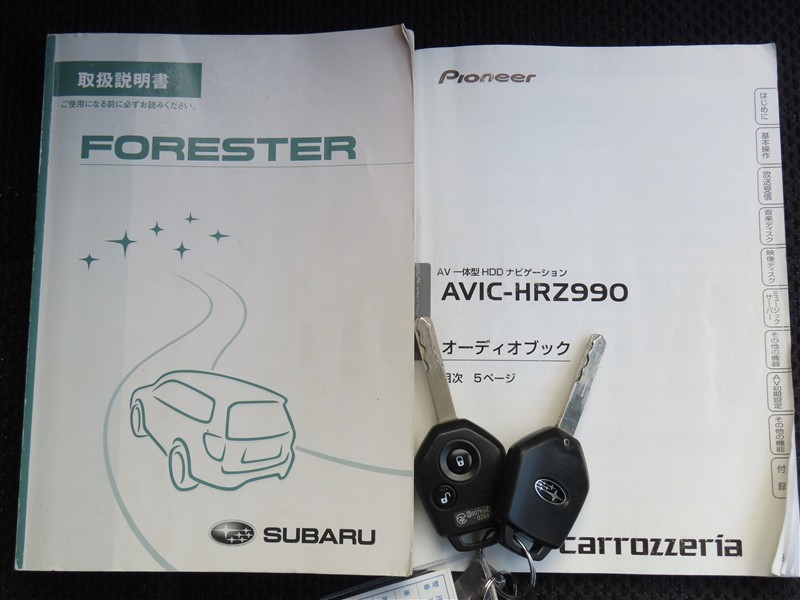 取扱説明書
ご使用になる前に必ずお読みください。
FORESTER
SUBARU
Pioneer
AV一体型HDDナビゲーション
AVIC-HRZ990
オーディオブック
目次 5ページ
carrozzeria
はじめに
基本操作
放送受信
音楽ディスク
映像ディスク
ミュージックサーバー
その他の機器
AV初期設定
その他の機能
付録